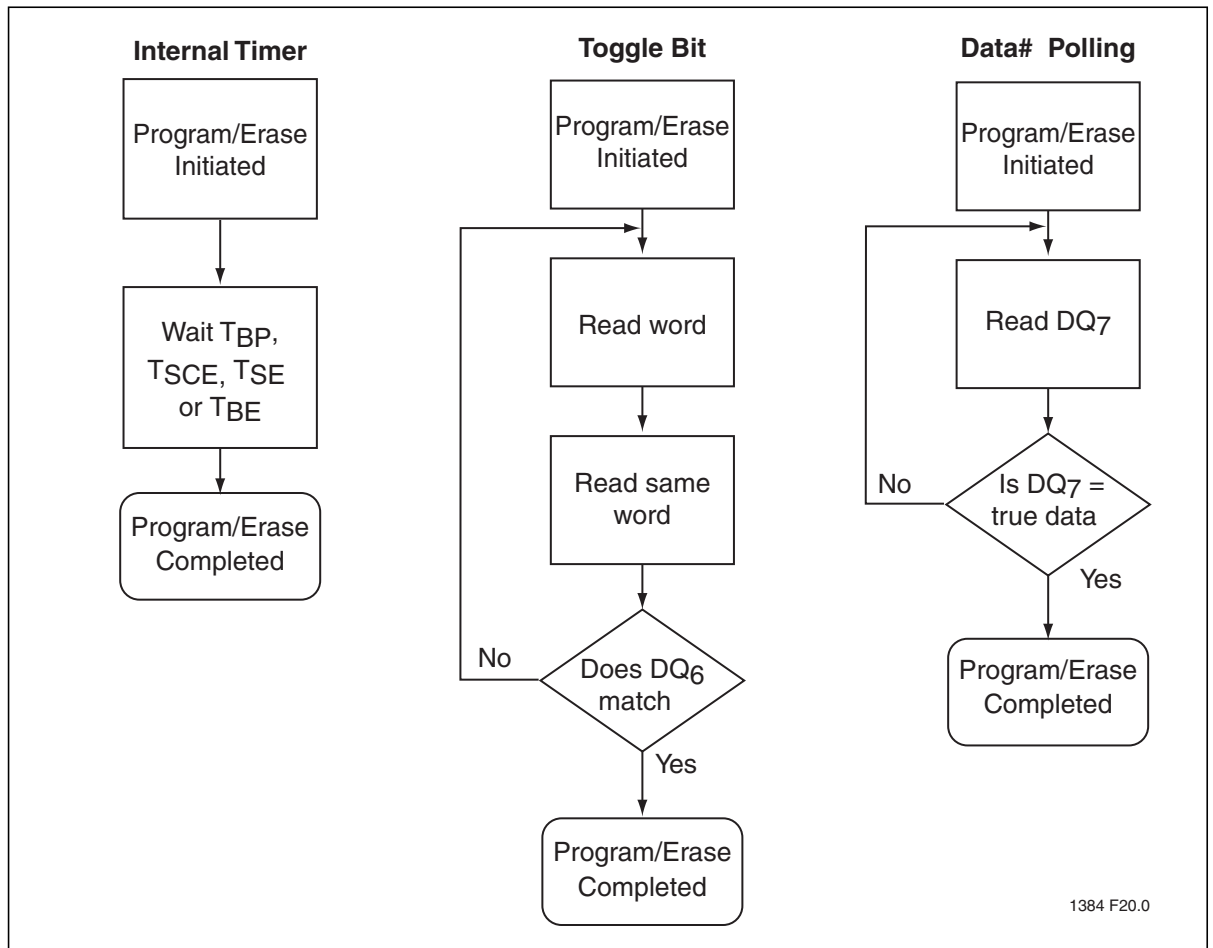 Internal Timer
Program/Erase
Initiated
Wait TBP,
TSCE, TSE
or TBE
Program/Erase
Completed
Toggle Bit
Program/Erase
Initiated
Read word
Read same
word
No
Does DQ6
match
Yes
Program/Erase
Completed
Data# Polling
Program/Erase
Initiated
Read DQ7
No
Is DQ7 =
true data
Yes
Program/Erase
Completed
1384 F20.0